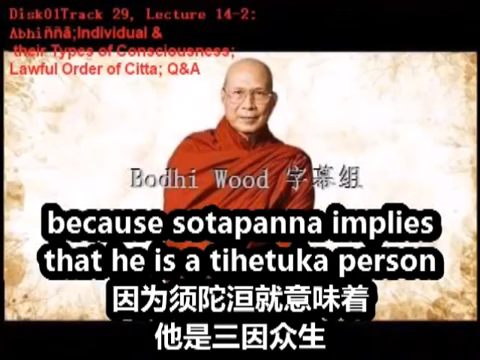 Disk01Track 29, Lecture 14-2:
Abhiññā;Individual &
their Types of Consciousness;
Lawful Order of Citta; Q&A
Bodhi Wood 字幕组
because sotapanna implies
that he is a tihetuka person
因为须陀洹就意味着
他是三因众生